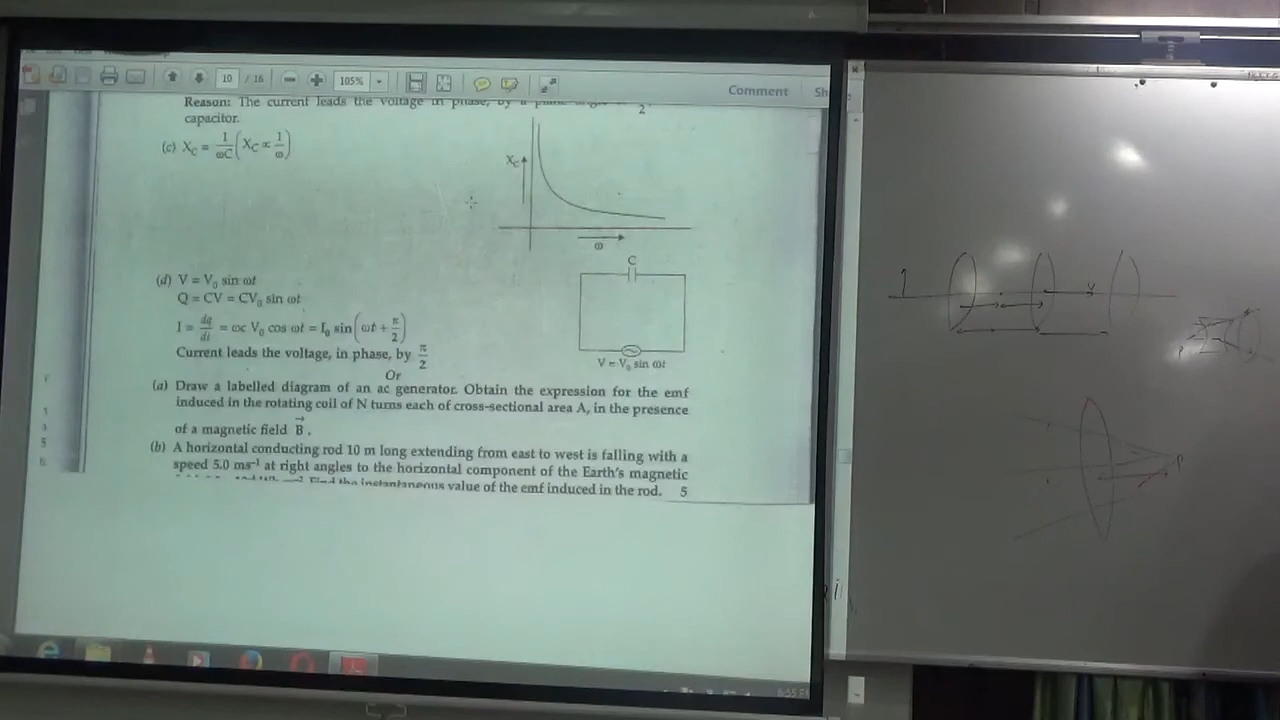 10 / 16
105%
Comment
Sh
Reason: The current leads the voltage in phase, by a
2
capacitor.
(c) X_C = 1/ωC (X_C ∝ 1/ω)
X_C
ω
(d) V = V₀ sin ωt
C
Q = CV = CV₀ sin ωt
I = dq/di = ωc V₀ cos ωt = I₀ sin(ωt + π/2)
Current leads the voltage, in phase, by π/2
V = V₀ sin ωt
Or
(a) Draw a labelled diagram of an ac generator. Obtain the expression for the emf
induced in the rotating coil of N turns each of cross-sectional area A, in the presence
of a magnetic field B⃗ .
(b) A horizontal conducting rod 10 m long extending from east to west is falling with a
speed 5.0 ms⁻¹ at right angles to the horizontal component of the Earth's magnetic
Find the instantaneous value of the emf induced in the rod. 5
P